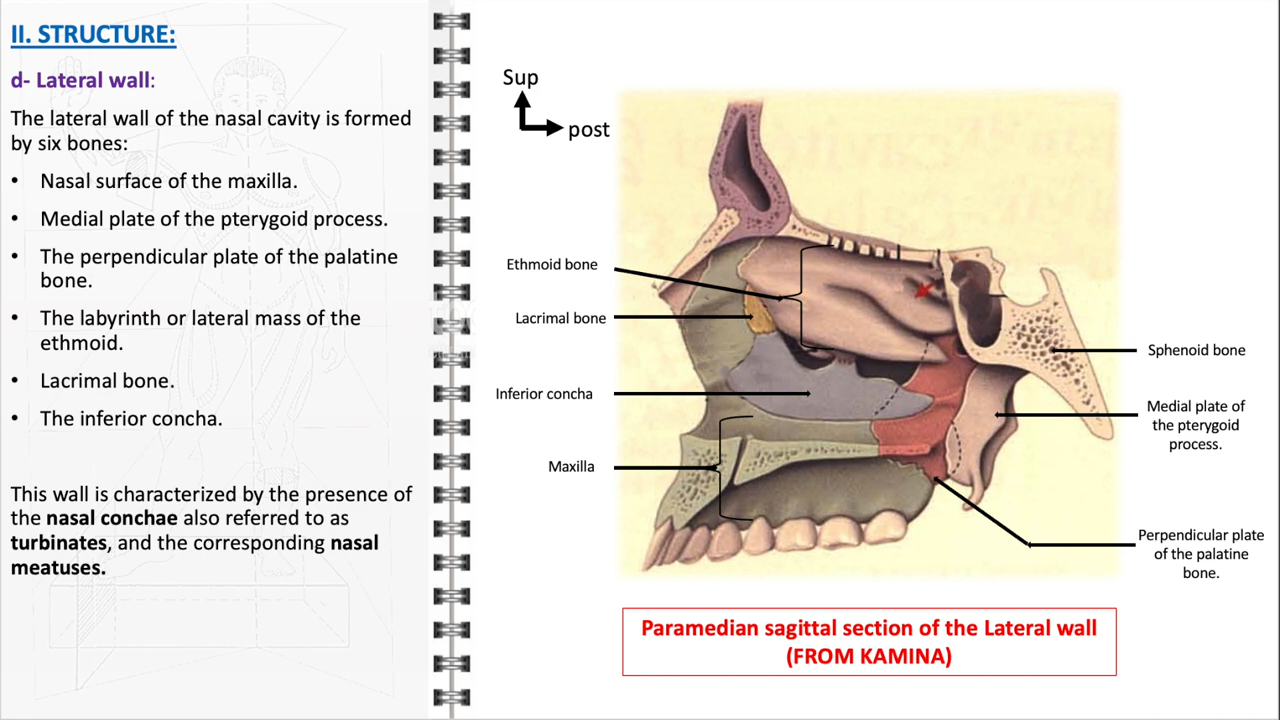 II. STRUCTURE:
d- Lateral wall:
The lateral wall of the nasal cavity is formed
by six bones:
• Nasal surface of the maxilla.
• Medial plate of the pterygoid process.
• The perpendicular plate of the palatine
bone.
• The labyrinth or lateral mass of the
ethmoid.
• Lacrimal bone.
• The inferior concha.
This wall is characterized by the presence of
the nasal conchae also referred to as
turbinates, and the corresponding nasal
meatuses.
Sup
post
Ethmoid bone
Lacrimal bone
Inferior concha
Maxilla
Sphenoid bone
Medial plate of
the pterygoid
process.
Perpendicular plate
of the palatine
bone.
Paramedian sagittal section of the Lateral wall
(FROM KAMINA)